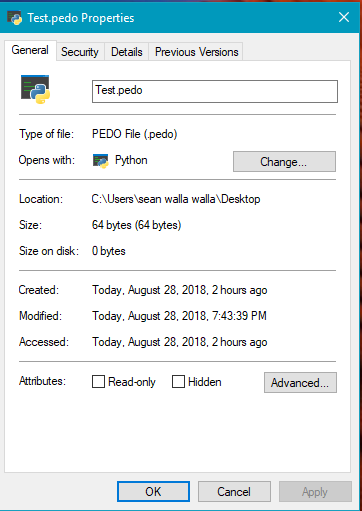 Test.pedo Properties
General Security Details Previous Versions
Test.pedo
Type of file: PEDO File (.pedo)
Opens with: Python Change...
Location: C:\Users\sean walla walla\Desktop
Size: 64 bytes (64 bytes)
Size on disk: 0 bytes
Created: Today, August 28, 2018, 2 hours ago
Modified: Today, August 28, 2018, 7:43:39 PM
Accessed: Today, August 28, 2018, 2 hours ago
Attributes: Read-only Hidden Advanced...
OK Cancel Apply